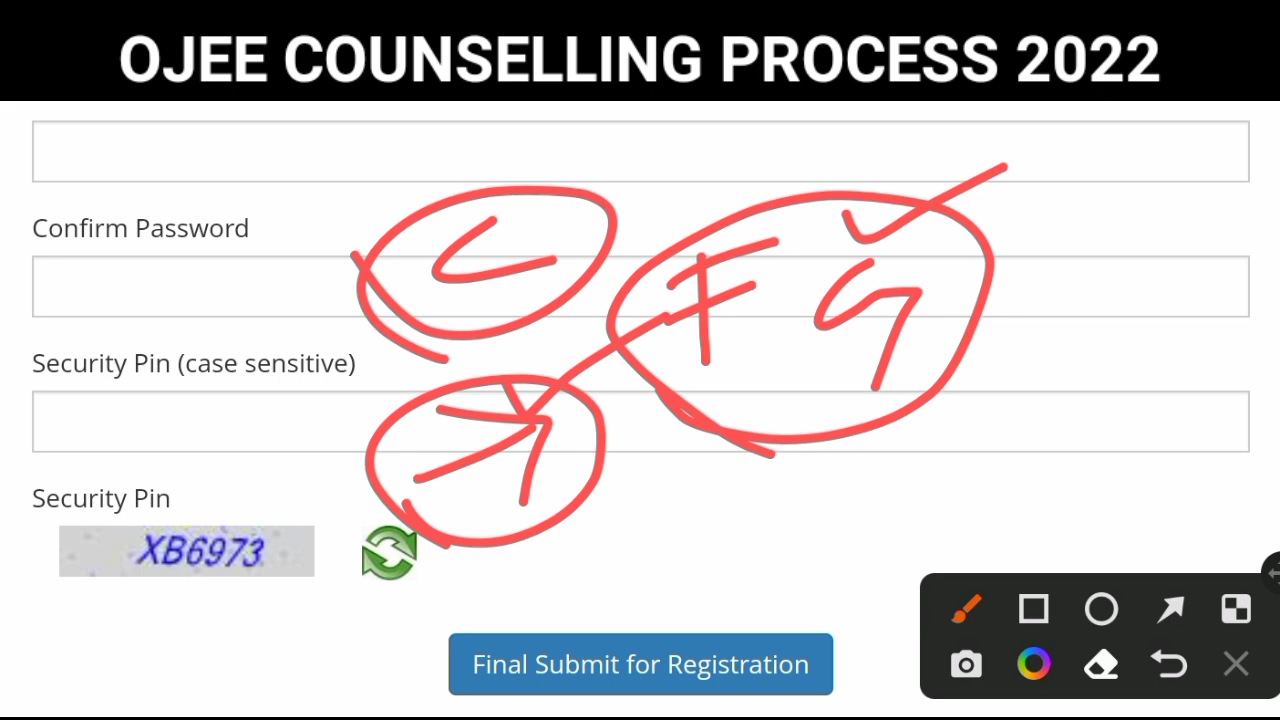 OJEE COUNSELLING PROCESS 2022
Confirm Password
Security Pin (case sensitive)
Security Pin
XB6973
Final Submit for Registration